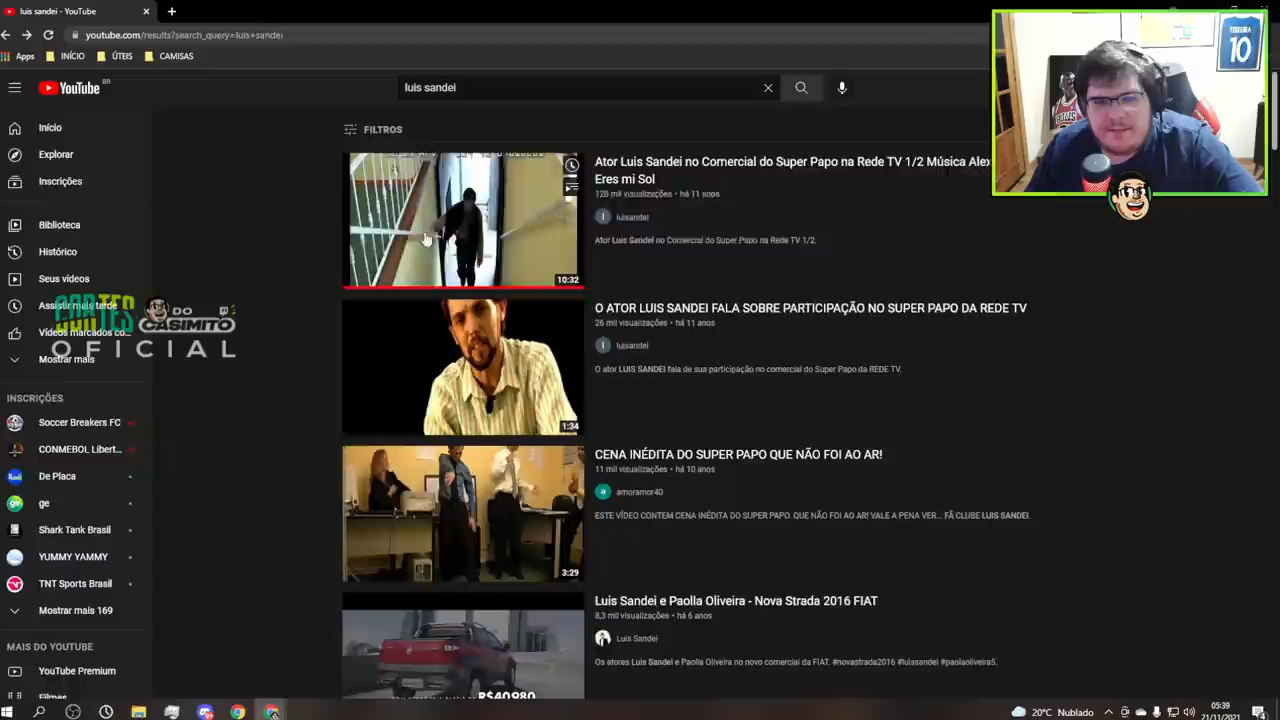 luis sandei - YouTube
youtube.com/results?search_query=luis+sandei
Apps
INÍCIO
ÚTEIS
CAMISAS
YouTube
BR
luis sandei
TEIXEIRA
10
Início
Explorar
Inscrições
Biblioteca
Histórico
Seus vídeos
Assistir mais tarde
Vídeos marcados co...
Mostrar mais
CORTES
DO
CASIMITO
OFICIAL
INSCRIÇÕES
Soccer Breakers FC
CONMEBOL Libert...
De Placa
ge
Shark Tank Brasil
YUMMY YAMMY
TNT Sports Brasil
Mostrar mais 169
MAIS DO YOUTUBE
YouTube Premium
Filmes
FILTROS
10:32
Ator Luis Sandei no Comercial do Super Papo na Rede TV 1/2 Música Alex
Eres mi Sol
128 mil visualizações • há 11 anos
luisandei
Ator Luis Sandei no Comercial do Super Papo na Rede TV 1/2.
1:34
O ATOR LUIS SANDEI FALA SOBRE PARTICIPAÇÃO NO SUPER PAPO DA REDE TV
26 mil visualizações • há 11 anos
luisandei
O ator LUIS SANDEI fala de sua participação no comercial do Super Papo da REDE TV.
3:29
CENA INÉDITA DO SUPER PAPO QUE NÃO FOI AO AR!
11 mil visualizações • há 10 anos
a
amoramor40
ESTE VÍDEO CONTEM CENA INÉDITA DO SUPER PAPO. QUE NÃO FOI AO AR! VALE A PENA VER... FÃ CLUBE LUIS SANDEI.
R$40980
Luis Sandei e Paolla Oliveira - Nova Strada 2016 FIAT
8,3 mil visualizações • há 6 anos
Luis Sandei
Os atores Luis Sandei e Paolla Oliveira no novo comercial da FIAT. #novastrada2016 #luissandei #paolaoliveira5.
20°C Nublado
05:39
21/11/2021